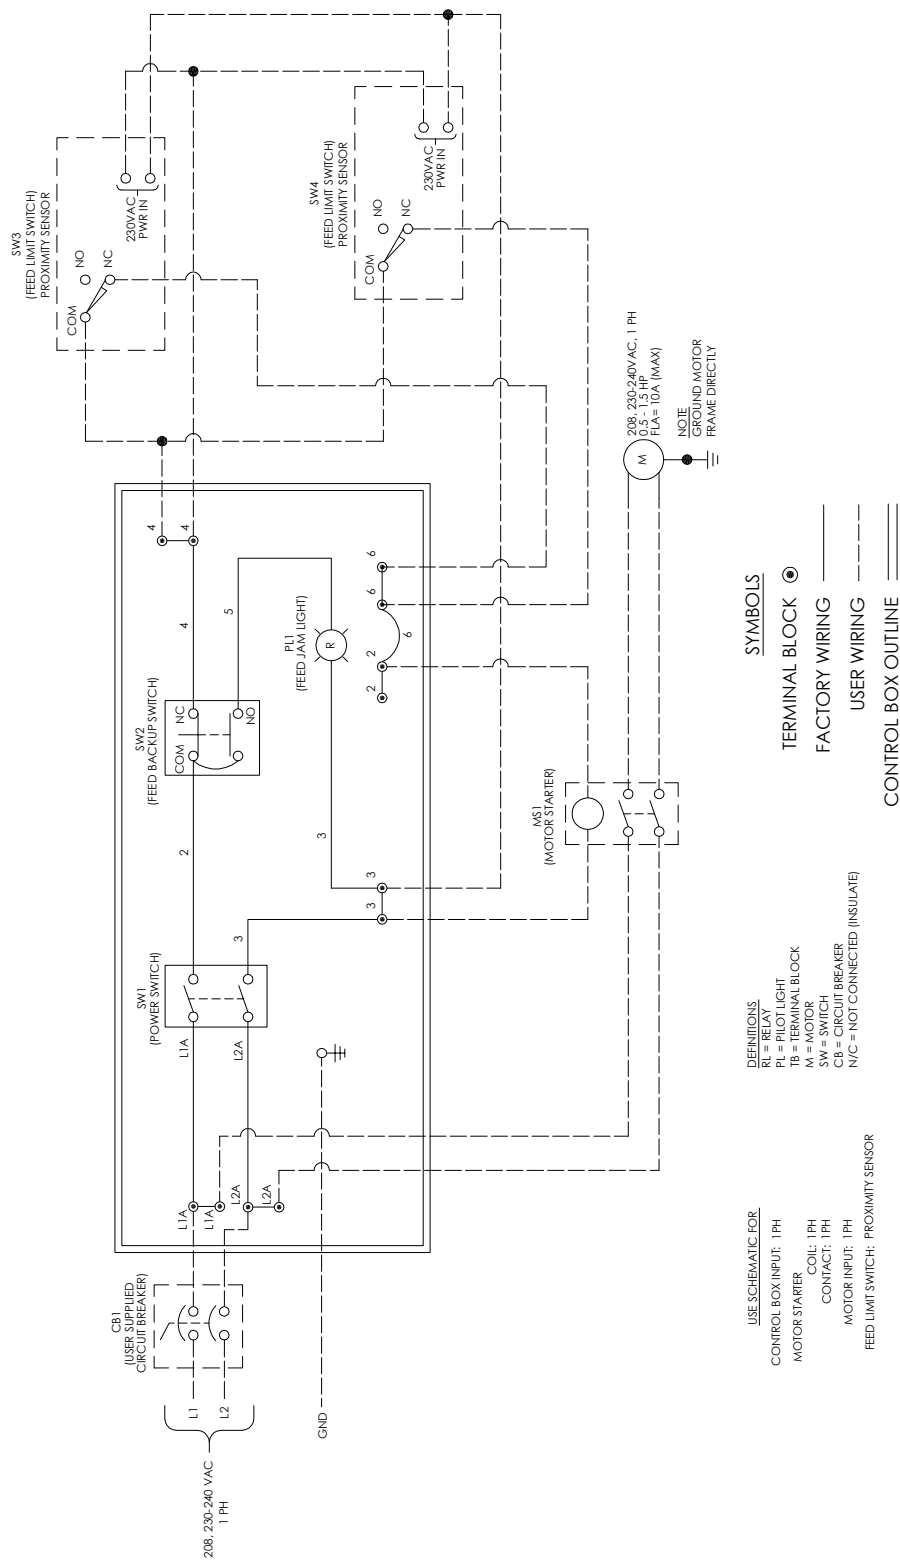 208, 230-240 VAC
1 PH
L1
L2
GND
CB1
(USER SUPPLIED
CIRCUIT BREAKER)
L1A
L1A
L2A
L2A
L1A
L2A
SW1
(POWER SWITCH)
2
3
SW2
(FEED BACKUP SWITCH)
COM
NC
NO
4
5
3
PL1
(FEED JAM LIGHT)
R
3
3
2
2
6
6
6
4
4
SW3
(FEED LIMIT SWITCH)
PROXIMITY SENSOR
COM
NO
NC
230VAC
PWR IN
SW4
(FEED LIMIT SWITCH)
PROXIMITY SENSOR
COM
NO
NC
230VAC
PWR IN
MS1
(MOTOR STARTER)
M
208, 230-240VAC, 1 PH
0.5 - 1.5 HP
FLA= 10A (MAX)
NOTE
GROUND MOTOR
FRAME DIRECTLY
USE SCHEMATIC FOR
CONTROL BOX INPUT: 1PH
MOTOR STARTER
COIL: 1PH
CONTACT: 1PH
MOTOR INPUT: 1PH
FEED LIMIT SWITCH: PROXIMITY SENSOR
DEFINITIONS
RL = RELAY
PL = PILOT LIGHT
TB = TERMINAL BLOCK
M = MOTOR
SW = SWITCH
CB = CIRCUIT BREAKER
N/C = NOT CONNECTED (INSULATE)
SYMBOLS
TERMINAL BLOCK
FACTORY WIRING
USER WIRING
CONTROL BOX OUTLINE